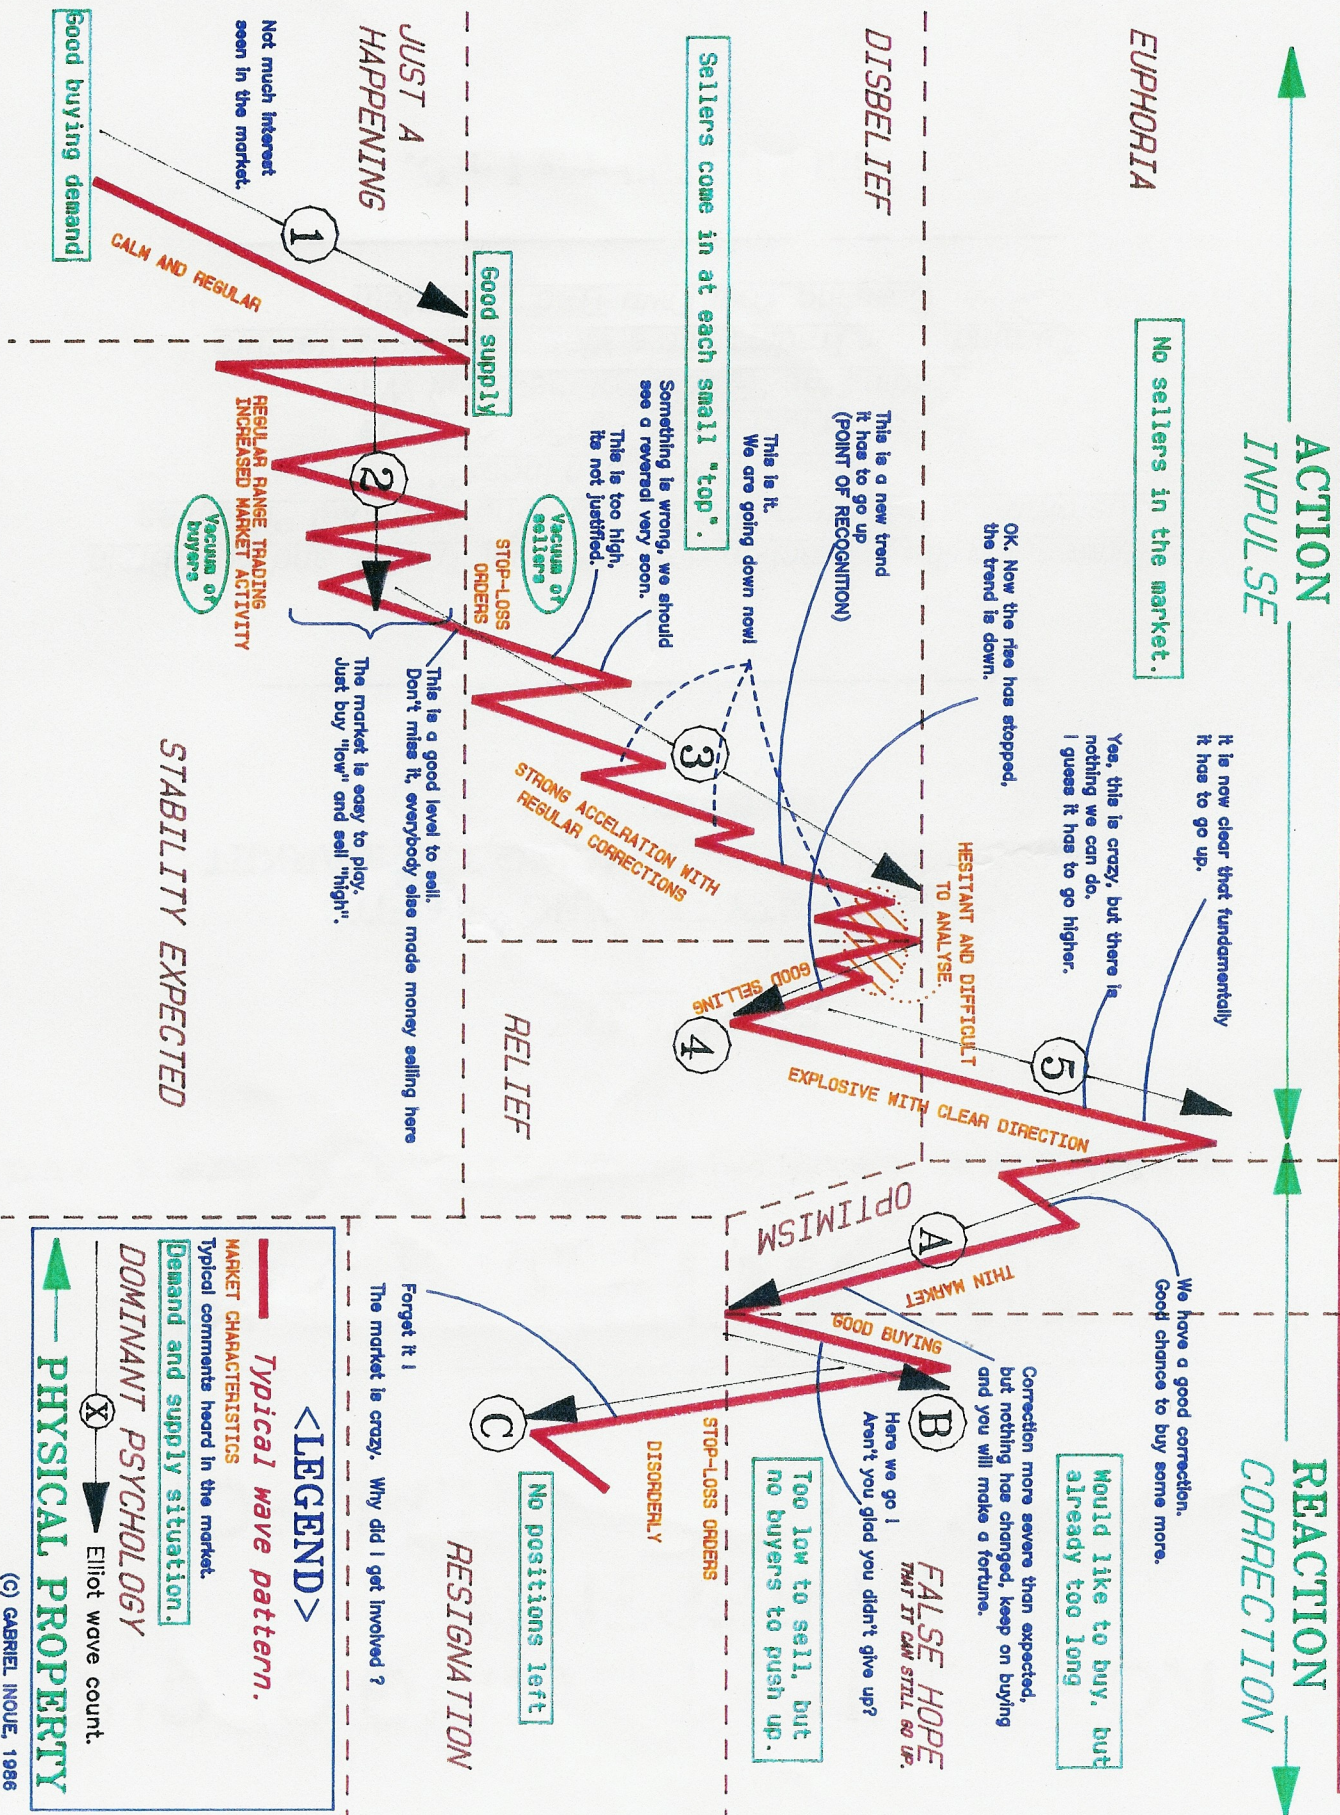 ACTION
INPULSE
REACTION
CORRECTION
EUPHORIA
No sellers in the market.
It is now clear that fundamentally
it has to go up.
Yes, this is crazy, but there is
nothing we can do.
I guess it has to go higher.
We have a good correction.
Good chance to buy some more.
Would like to buy, but
already too long
OK. Now the rise has stopped,
the trend is down.
HESITANT AND DIFFICULT
TO ANALYSE.
5
Correction more severe than expected,
but nothing has changed, keep on buying
and you will make a fortune.
DISBELIEF
This is a new trend
it has to go up
(POINT OF RECOGNITION)
EXPLOSIVE WITH CLEAR DIRECTION
OPTIMISM
A
THIN MARKET
B
FALSE HOPE
THAT IT CAN STILL GO UP.
GOOD BUYING
Here we go !
Aren't you glad you didn't give up?
Sellers come in at each small "top".
This is it.
We are going down now!
3
GOOD SELLING
4
Too low to sell, but
no buyers to push up.
Something is wrong, we should
see a reversal very soon.
This is too high,
its not justified.
Vacuum of
sellers
STRONG ACCELRATION WITH
REGULAR CORRECTIONS
STOP-LOSS ORDERS
DISORDERLY
RELIEF
C
No positions left
Good supply
STOP-LOSS
ORDERS
RESIGNATION
JUST A
HAPPENING
1
2
This is a good level to sell.
Don't miss it, everybody else made money selling here
The market is easy to play.
Just buy "low" and sell "high".
Forget it !
The market is crazy. Why did I get involved ?
Not much interest
seen in the market.
CALM AND REGULAR
REGULAR RANGE TRADING
INCREASED MARKET ACTIVITY
Vacuum of
buyers
STABILITY EXPECTED
Good buying demand
<LEGEND>
Typical wave pattern.
MARKET CHARACTERISTICS
Typical comments heard in the market.
Demand and supply situation.
DOMINANT PSYCHOLOGY
X
Elliot wave count.
PHYSICAL PROPERTY
(C) GABRIEL INOUE, 1986